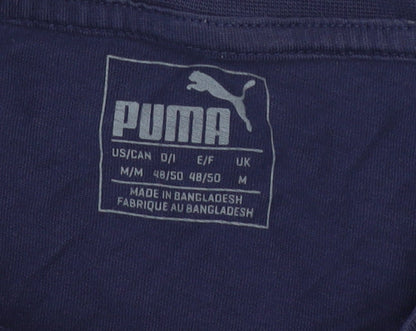 PUMA
US/CAN D/I E/F UK
M/M 48/50 48/50 M
MADE IN BANGLADESH
FABRIQUE AU BANGLADESH